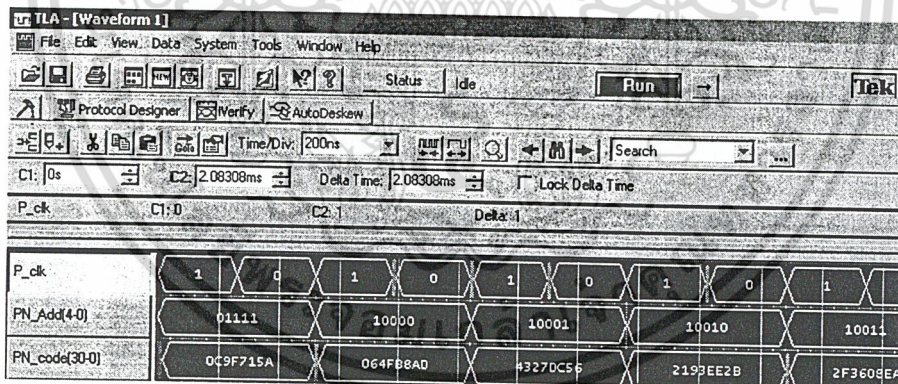 TLA - [Waveform 1]
File Edit View Data System Tools Window Help
Status Idle Run Tek
Protocol Designer iVerify AutoDeskew
Time/Div: 200ns Search
C1: 0s C2: 2.08308ms Delta Time: 2.08308ms Lock Delta Time
P_clk C1: 0 C2: 1 Delta: 1
P_clk 1 0 1 0 1 0 1 0 1
PN_Add(4-0) 01111 10000 10001 10010 10011
PN_code(30-0) 0C9F715A 064FB8AD 43270C56 2193EE2B 2F3608EA